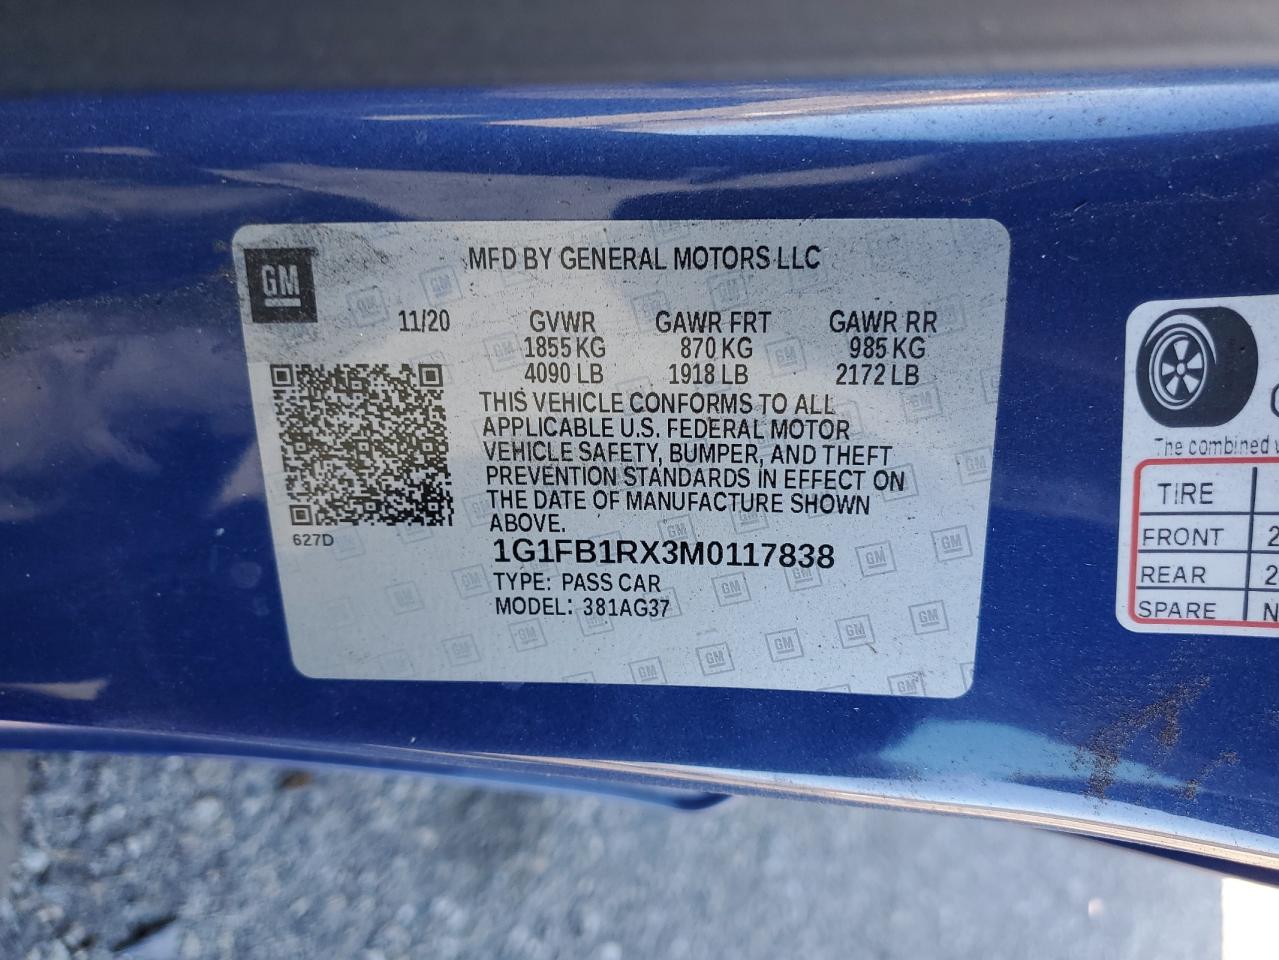 GM
MFD BY GENERAL MOTORS LLC
11/20 GVWR GAWR FRT GAWR RR
1855 KG 870 KG 985 KG
4090 LB 1918 LB 2172 LB
THIS VEHICLE CONFORMS TO ALL
APPLICABLE U.S. FEDERAL MOTOR
VEHICLE SAFETY, BUMPER, AND THEFT
PREVENTION STANDARDS IN EFFECT ON
THE DATE OF MANUFACTURE SHOWN
ABOVE.
627D
1G1FB1RX3M0117838
TYPE: PASS CAR
MODEL: 381AG37
The combined
TIRE
FRONT 2
REAR 2
SPARE N